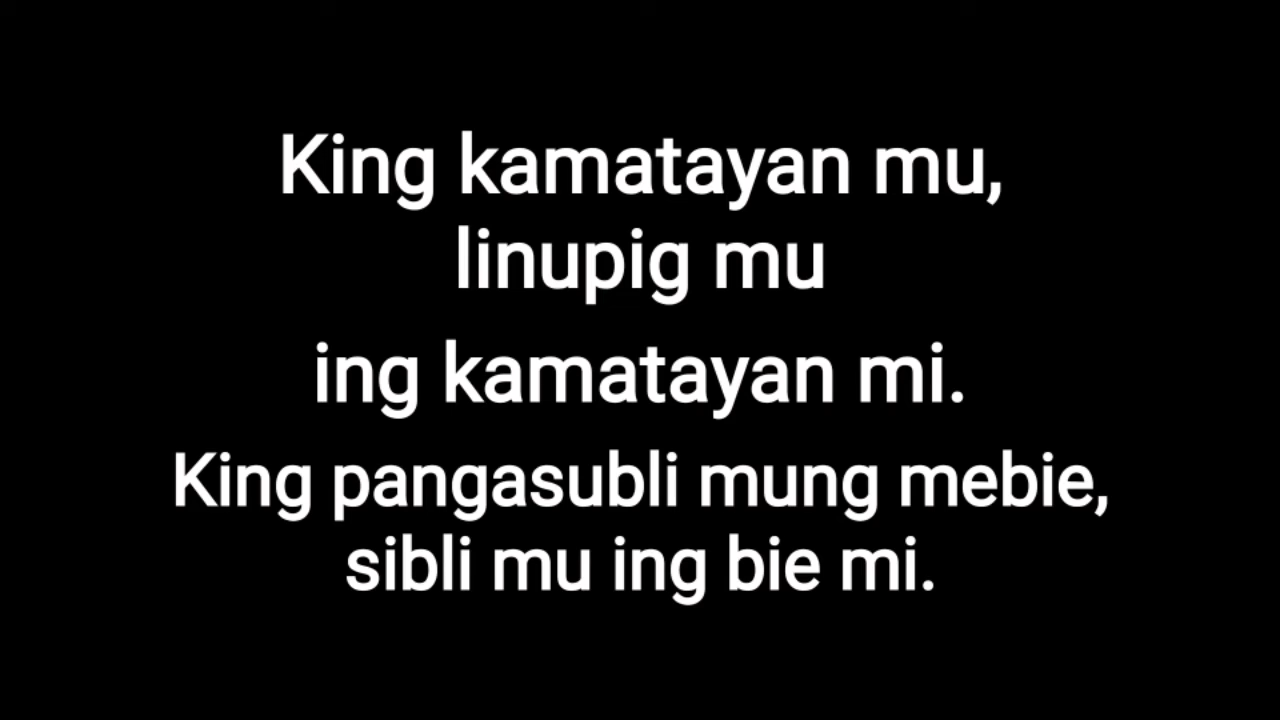 King kamatayan mu,
linupig mu
ing kamatayan mi.
King pangasubli mung mebie,
sibli mu ing bie mi.